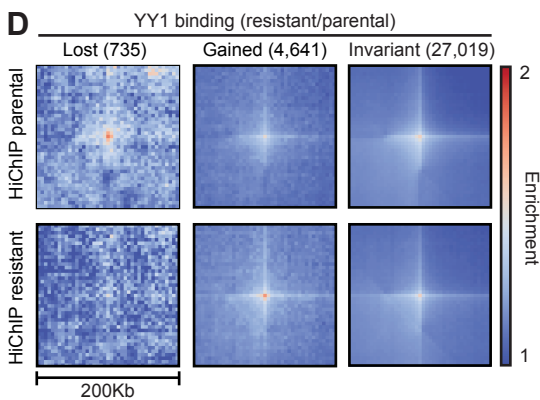 D
YY1 binding (resistant/parental)
Lost (735) Gained (4,641) Invariant (27,019)
HiChIP parental
HiChIP resistant
2
Enrichment
1
200Kb